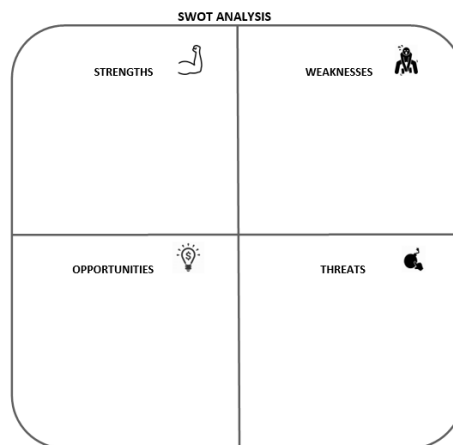 SWOT ANALYSIS
STRENGTHS
WEAKNESSES
OPPORTUNITIES
$
THREATS